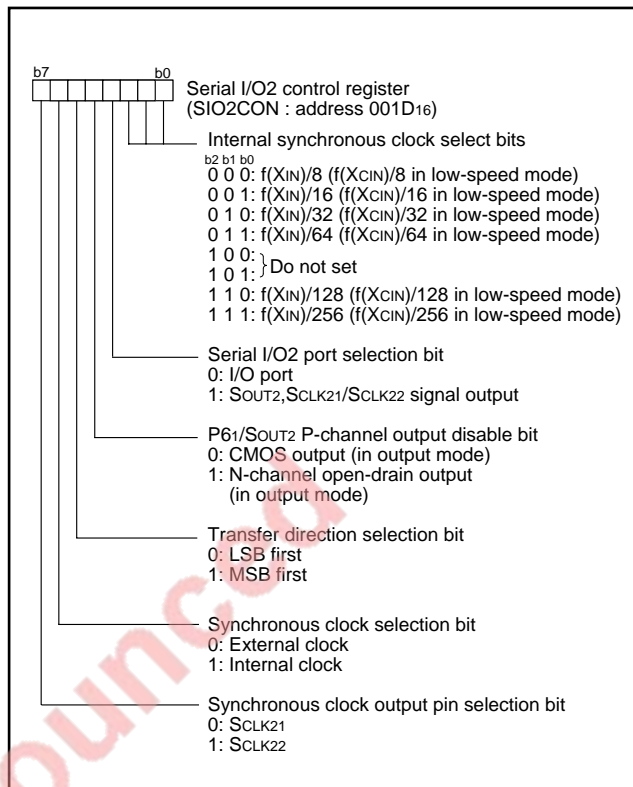 b7 b0
Serial I/O2 control register
(SIO2CON : address 001D16)
Internal synchronous clock select bits
b2 b1 b0
0 0 0: f(XIN)/8 (f(XCIN)/8 in low-speed mode)
0 0 1: f(XIN)/16 (f(XCIN)/16 in low-speed mode)
0 1 0: f(XIN)/32 (f(XCIN)/32 in low-speed mode)
0 1 1: f(XIN)/64 (f(XCIN)/64 in low-speed mode)
1 0 0:
1 0 1: } Do not set
1 1 0: f(XIN)/128 (f(XCIN)/128 in low-speed mode)
1 1 1: f(XIN)/256 (f(XCIN)/256 in low-speed mode)
Serial I/O2 port selection bit
0: I/O port
1: SOUT2,SCLK21/SCLK22 signal output
P61/SOUT2 P-channel output disable bit
0: CMOS output (in output mode)
1: N-channel open-drain output
(in output mode)
Transfer direction selection bit
0: LSB first
1: MSB first
Synchronous clock selection bit
0: External clock
1: Internal clock
Synchronous clock output pin selection bit
0: SCLK21
1: SCLK22
ounced